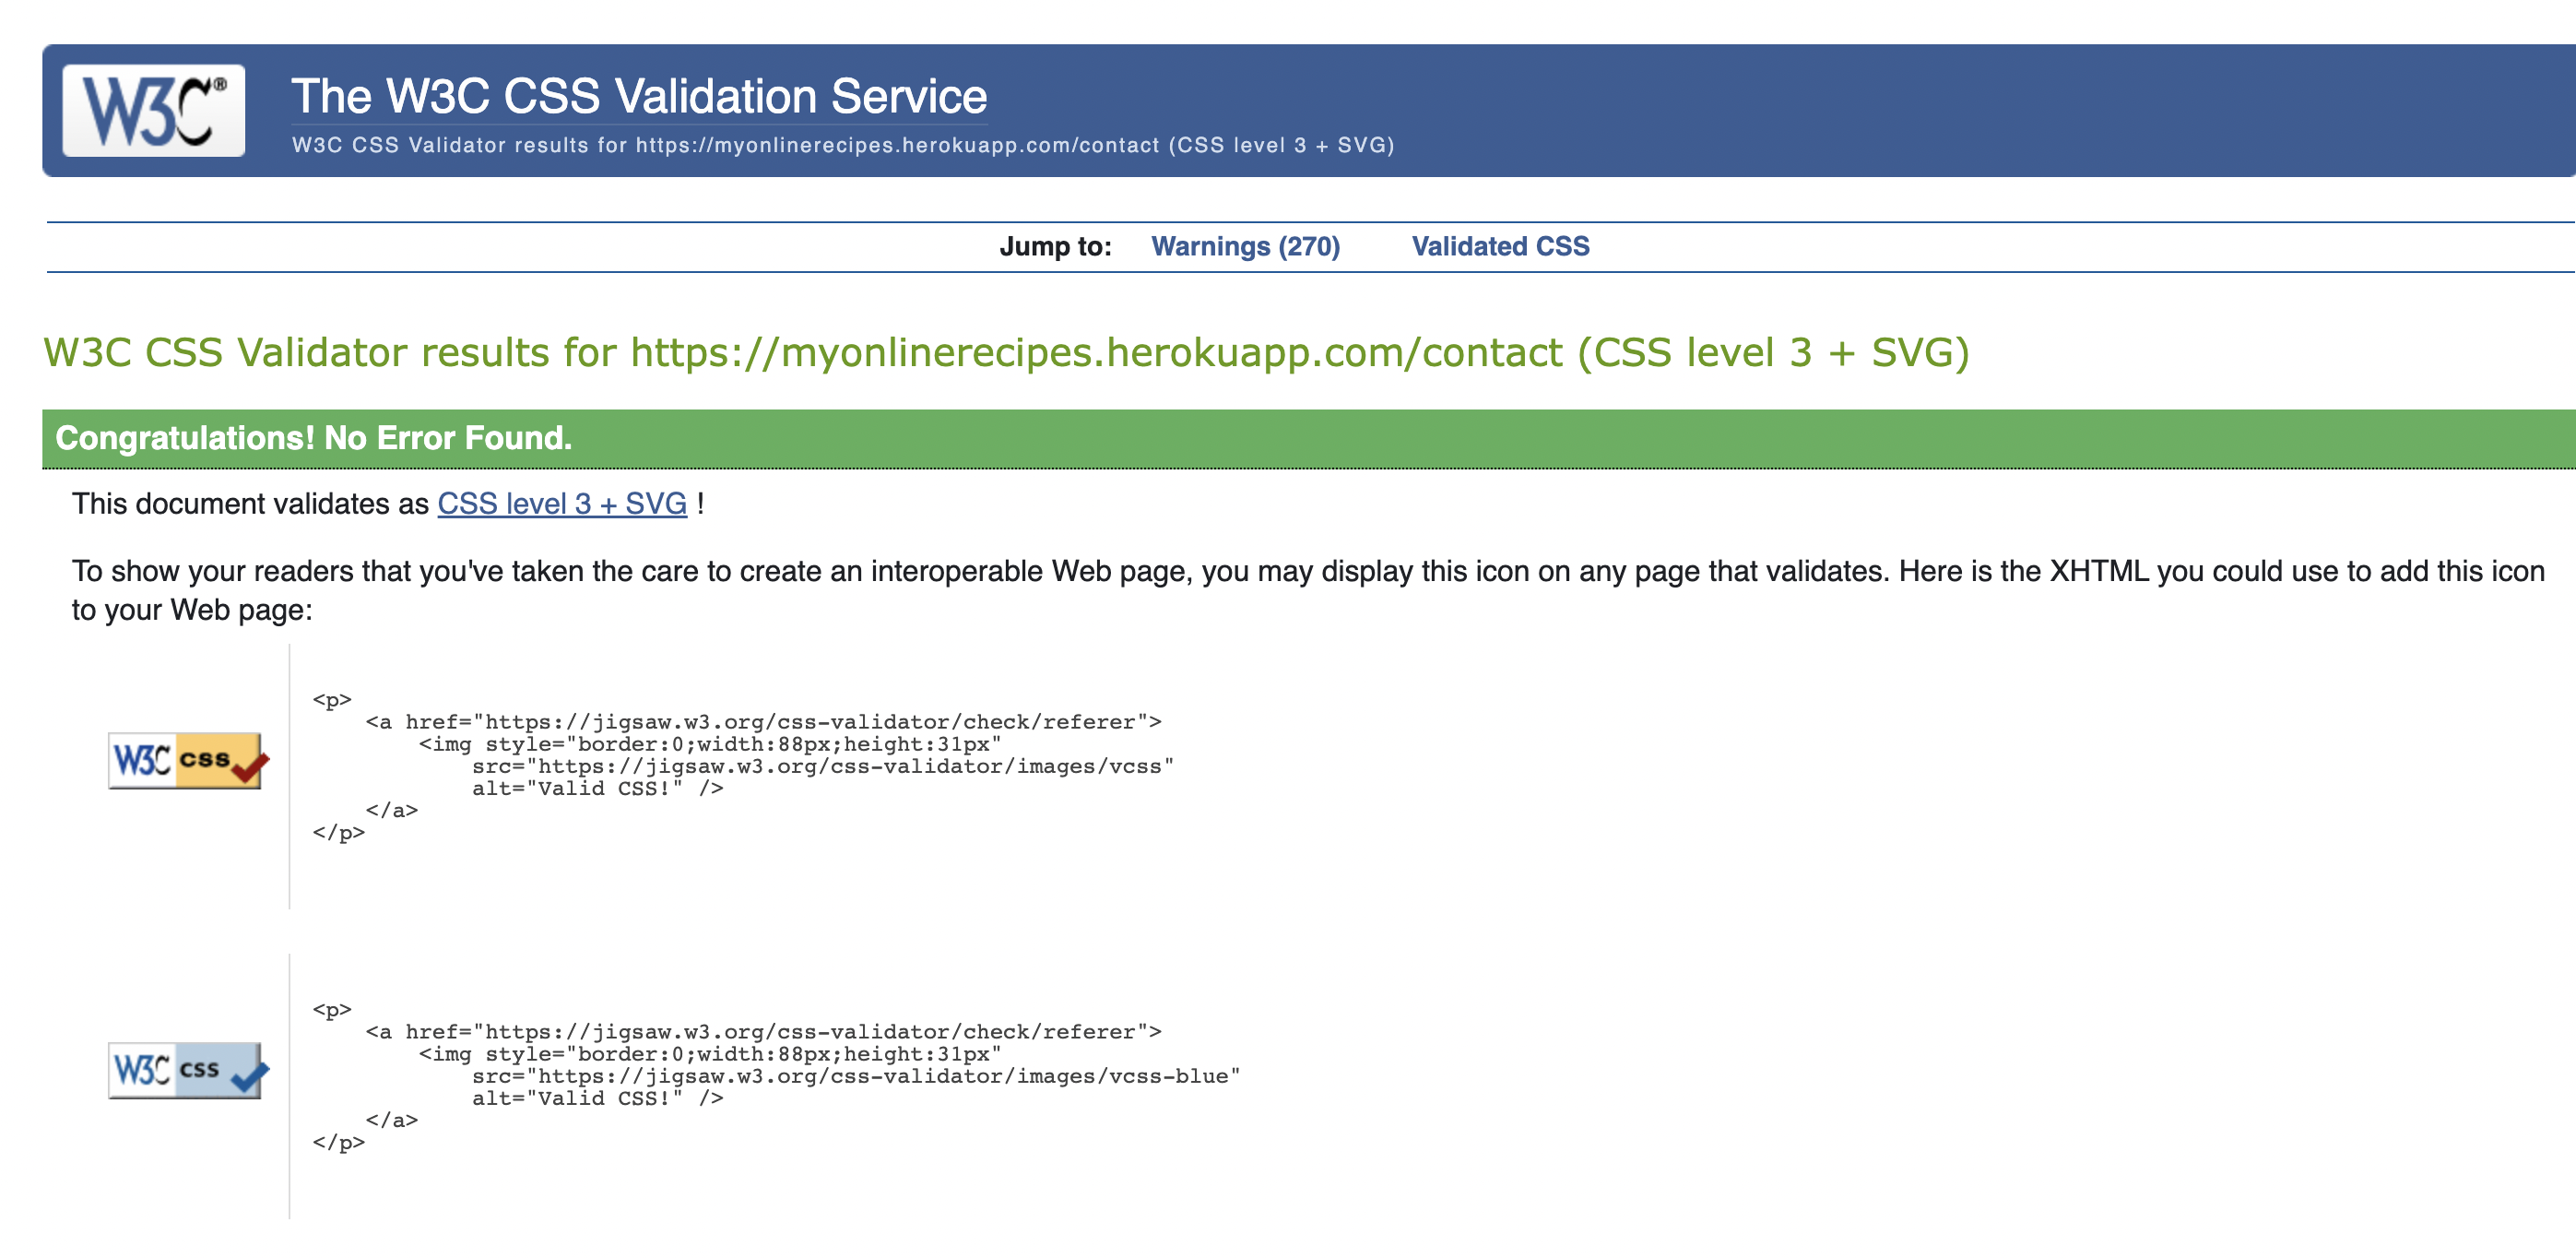 W3C®
The W3C CSS Validation Service
W3C CSS Validator results for https://myonlinerecipes.herokuapp.com/contact (CSS level 3 + SVG)
Jump to: Warnings (270) Validated CSS
W3C CSS Validator results for https://myonlinerecipes.herokuapp.com/contact (CSS level 3 + SVG)
Congratulations! No Error Found.
This document validates as CSS level 3 + SVG !
To show your readers that you've taken the care to create an interoperable Web page, you may display this icon on any page that validates. Here is the XHTML you could use to add this icon
to your Web page:
<p>
<a href="https://jigsaw.w3.org/css-validator/check/referer">
<img style="border:0;width:88px;height:31px"
W3C css
src="https://jigsaw.w3.org/css-validator/images/vcss"
alt="Valid CSS!" />
</a>
</p>
<p>
<a href="https://jigsaw.w3.org/css-validator/check/referer">
<img style="border:0;width:88px;height:31px"
W3C css
src="https://jigsaw.w3.org/css-validator/images/vcss-blue"
alt="Valid CSS!" />
</a>
</p>